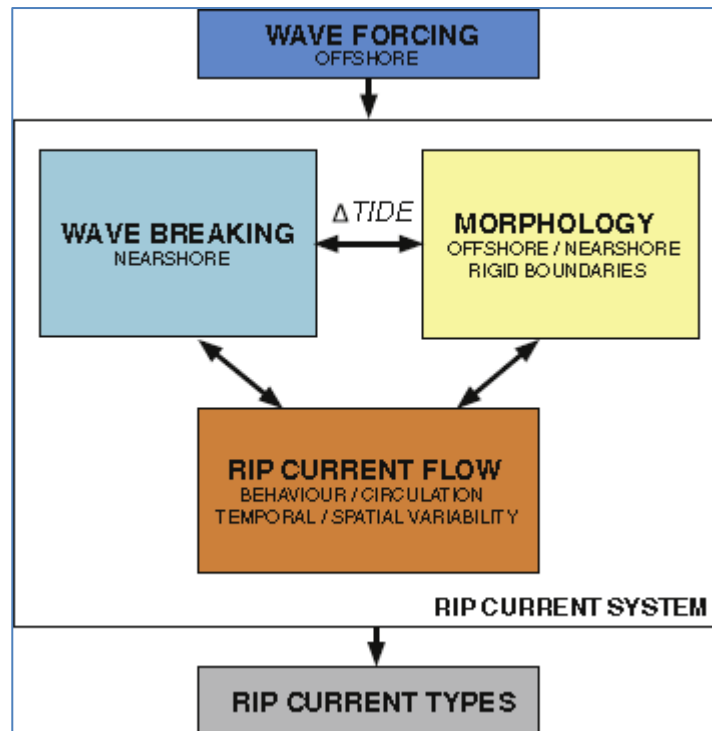 WAVE FORCING
OFFSHORE
Δ TIDE
WAVE BREAKING
NEARSHORE
MORPHOLOGY
OFFSHORE / NEARSHORE
RIGID BOUNDARIES
RIP CURRENT FLOW
BEHAVIOUR / CIRCULATION
TEMPORAL / SPATIAL VARIABILITY
RIP CURRENT SYSTEM
RIP CURRENT TYPES